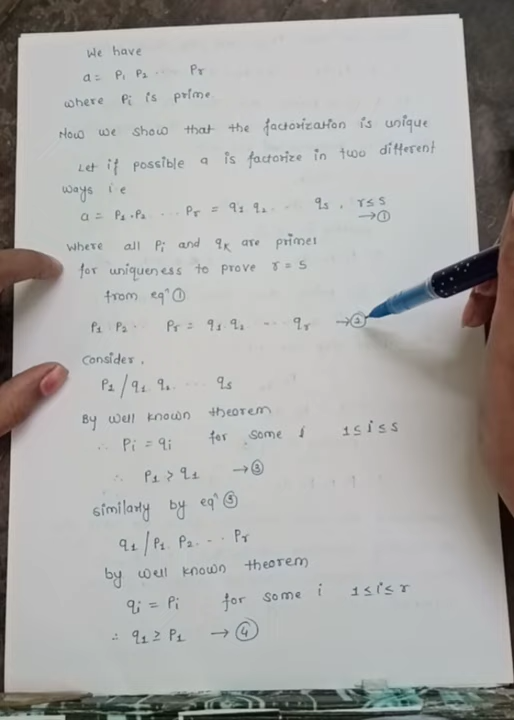 We have
a = P₁ P₂ ... Pᵣ
where Pᵢ is prime.
Now we show that the factorization is unique
Let if possible a is factorize in two different
ways i.e
a = P₁.P₂ ... Pᵣ = q₁ q₂ ... qₛ , r ≤ s
→①
where all Pⱼ and qₖ are primes
for uniqueness to prove r = s
from eqⁿ ①
P₁ P₂ . Pᵣ = q₁.q₂ ... qᵣ →②
Consider,
P₁ / q₁ q₂ ... qₛ
By well known theorem
∴ Pᵢ = qᵢ for some i 1 ≤ i ≤ s
∴ P₁ > q₁ →③
similarly by eqⁿ ③
q₁ / P₁ P₂ ... Pᵣ
by well known theorem
qᵢ = Pᵢ for some i 1 ≤ i ≤ r
∴ q₁ ≥ P₁ → ④